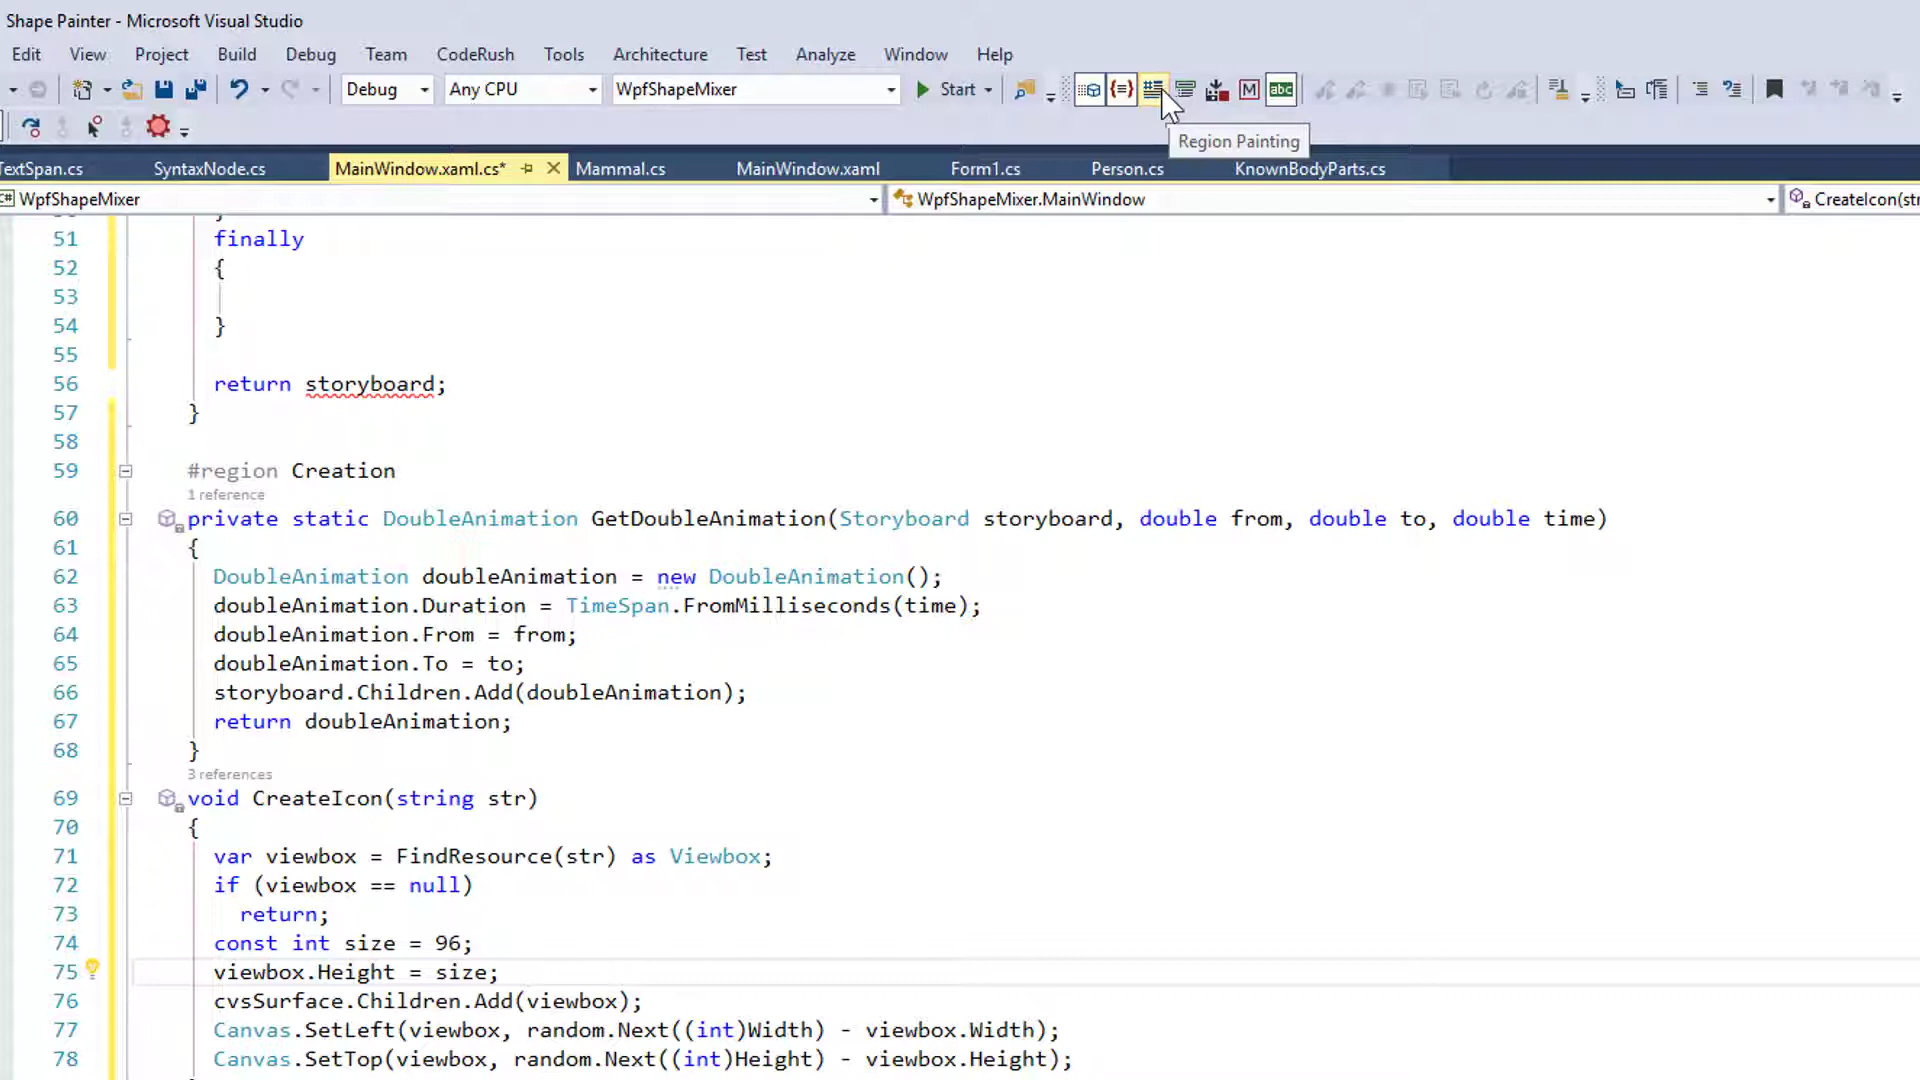 Shape Painter - Microsoft Visual Studio
Edit View Project Build Debug Team CodeRush Tools Architecture Test Analyze Window Help
Debug Any CPU WpfShapeMixer Start M abc
Region Painting
TextSpan.cs SyntaxNode.cs MainWindow.xaml.cs* Mammal.cs MainWindow.xaml Form1.cs Person.cs KnownBodyParts.cs
C# WpfShapeMixer WpfShapeMixer.MainWindow CreateIcon(str
51 finally
52 {
53
54 }
55
56 return storyboard;
57 }
58
59 #region Creation
1 reference
60 private static DoubleAnimation GetDoubleAnimation(Storyboard storyboard, double from, double to, double time)
61 {
62 DoubleAnimation doubleAnimation = new DoubleAnimation();
63 doubleAnimation.Duration = TimeSpan.FromMilliseconds(time);
64 doubleAnimation.From = from;
65 doubleAnimation.To = to;
66 storyboard.Children.Add(doubleAnimation);
67 return doubleAnimation;
68 }
3 references
69 void CreateIcon(string str)
70 {
71 var viewbox = FindResource(str) as Viewbox;
72 if (viewbox == null)
73 return;
74 const int size = 96;
75 viewbox.Height = size;
76 cvsSurface.Children.Add(viewbox);
77 Canvas.SetLeft(viewbox, random.Next((int)Width) - viewbox.Width);
78 Canvas.SetTop(viewbox, random.Next((int)Height) - viewbox.Height);